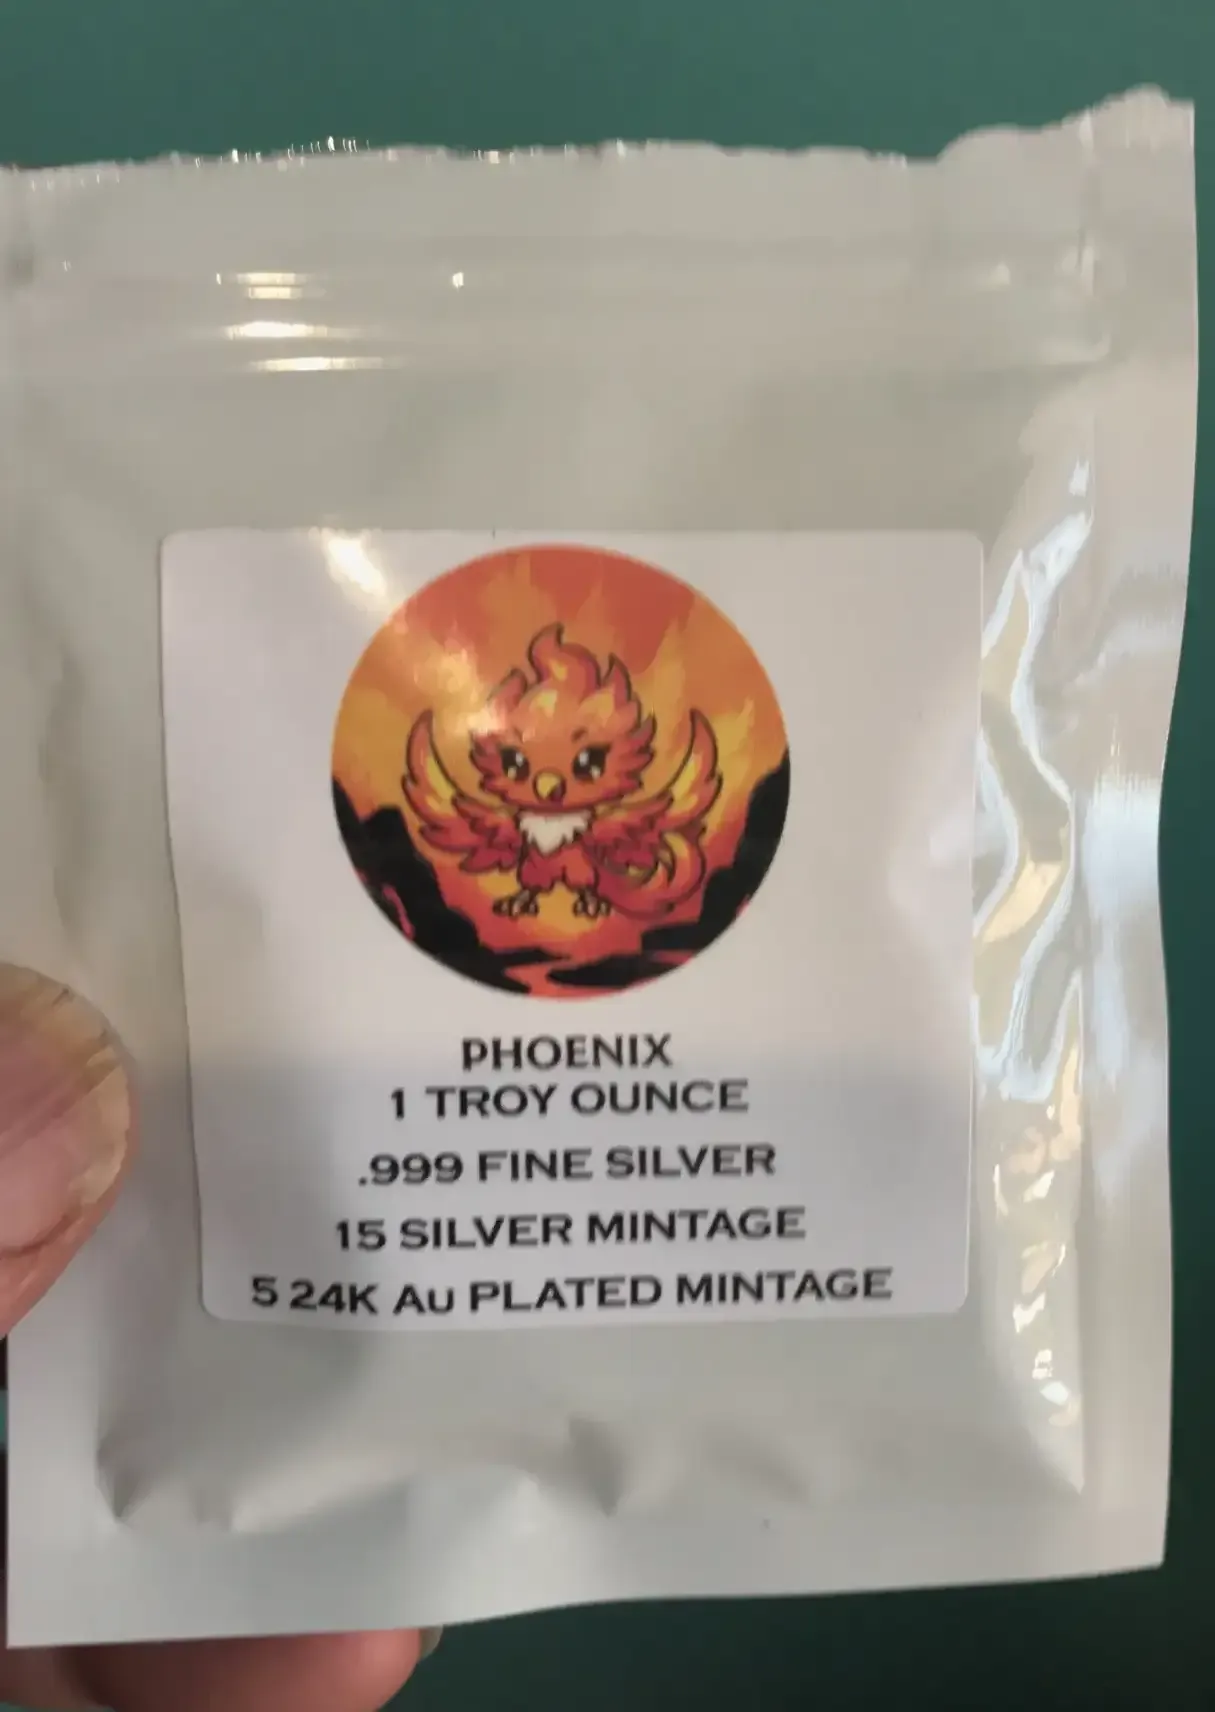 PHOENIX
1 TROY OUNCE
.999 FINE SILVER
15 SILVER MINTAGE
5 24K Au PLATED MINTAGE